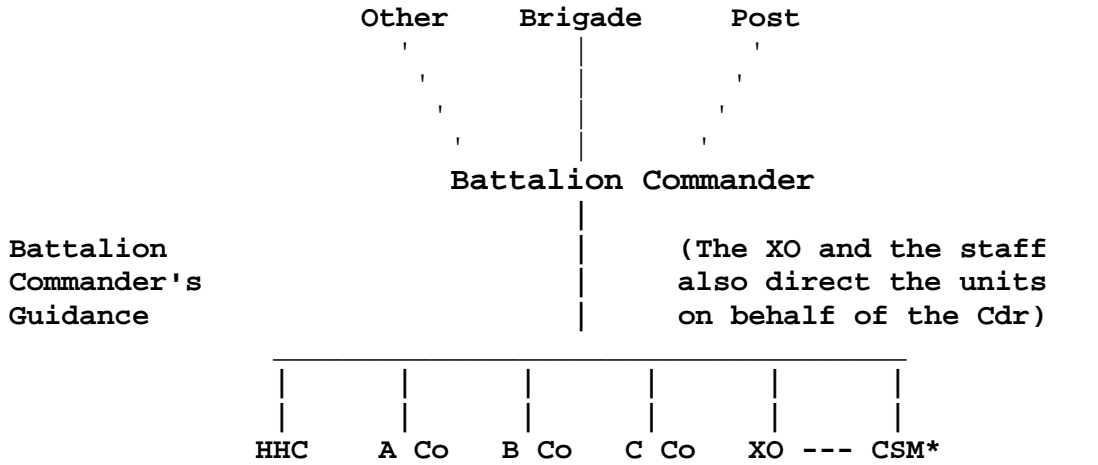 Other Brigade Post
Battalion Commander
Battalion (The XO and the staff
Commander's also direct the units
Guidance on behalf of the Cdr)
HHC A Co B Co C Co XO --- CSM*